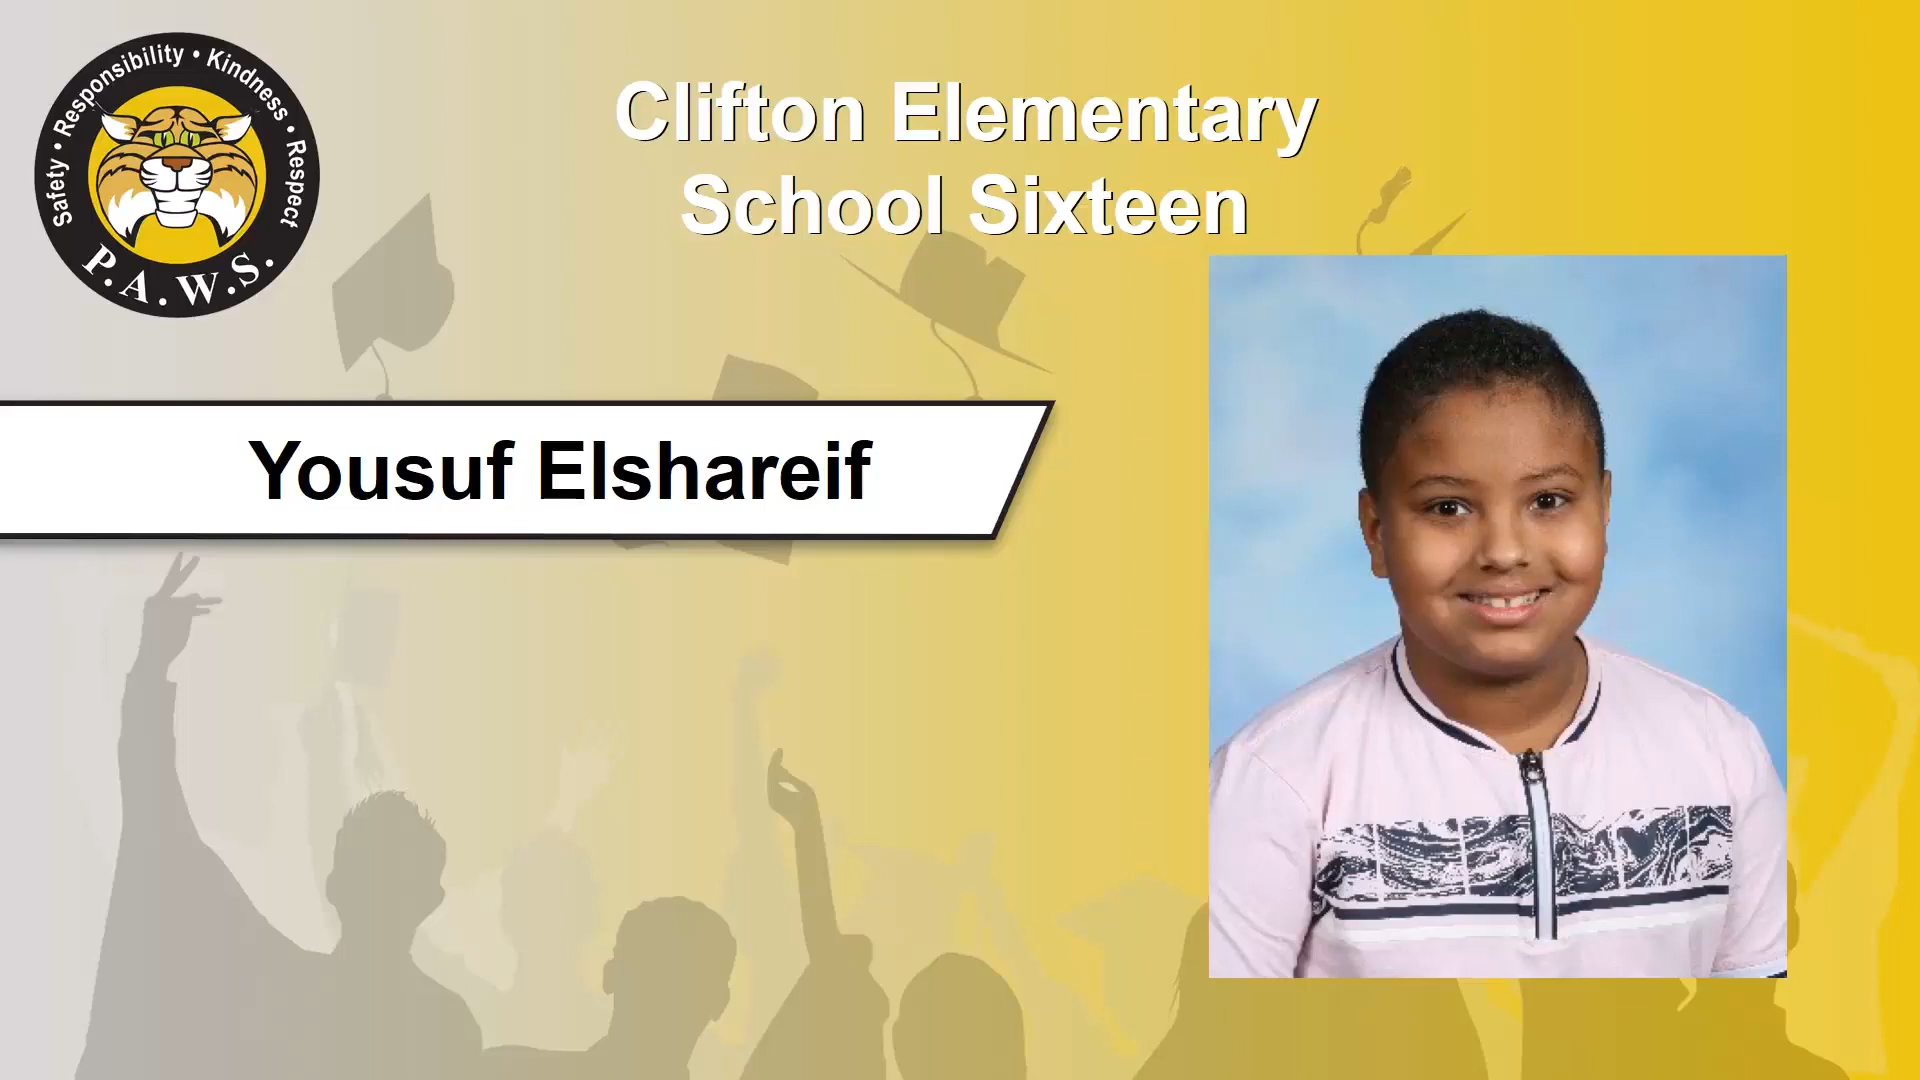 Safety • Responsibility • Kindness • Respect
P.A.W.S.
Clifton Elementary
School Sixteen
Yousuf Elshareif